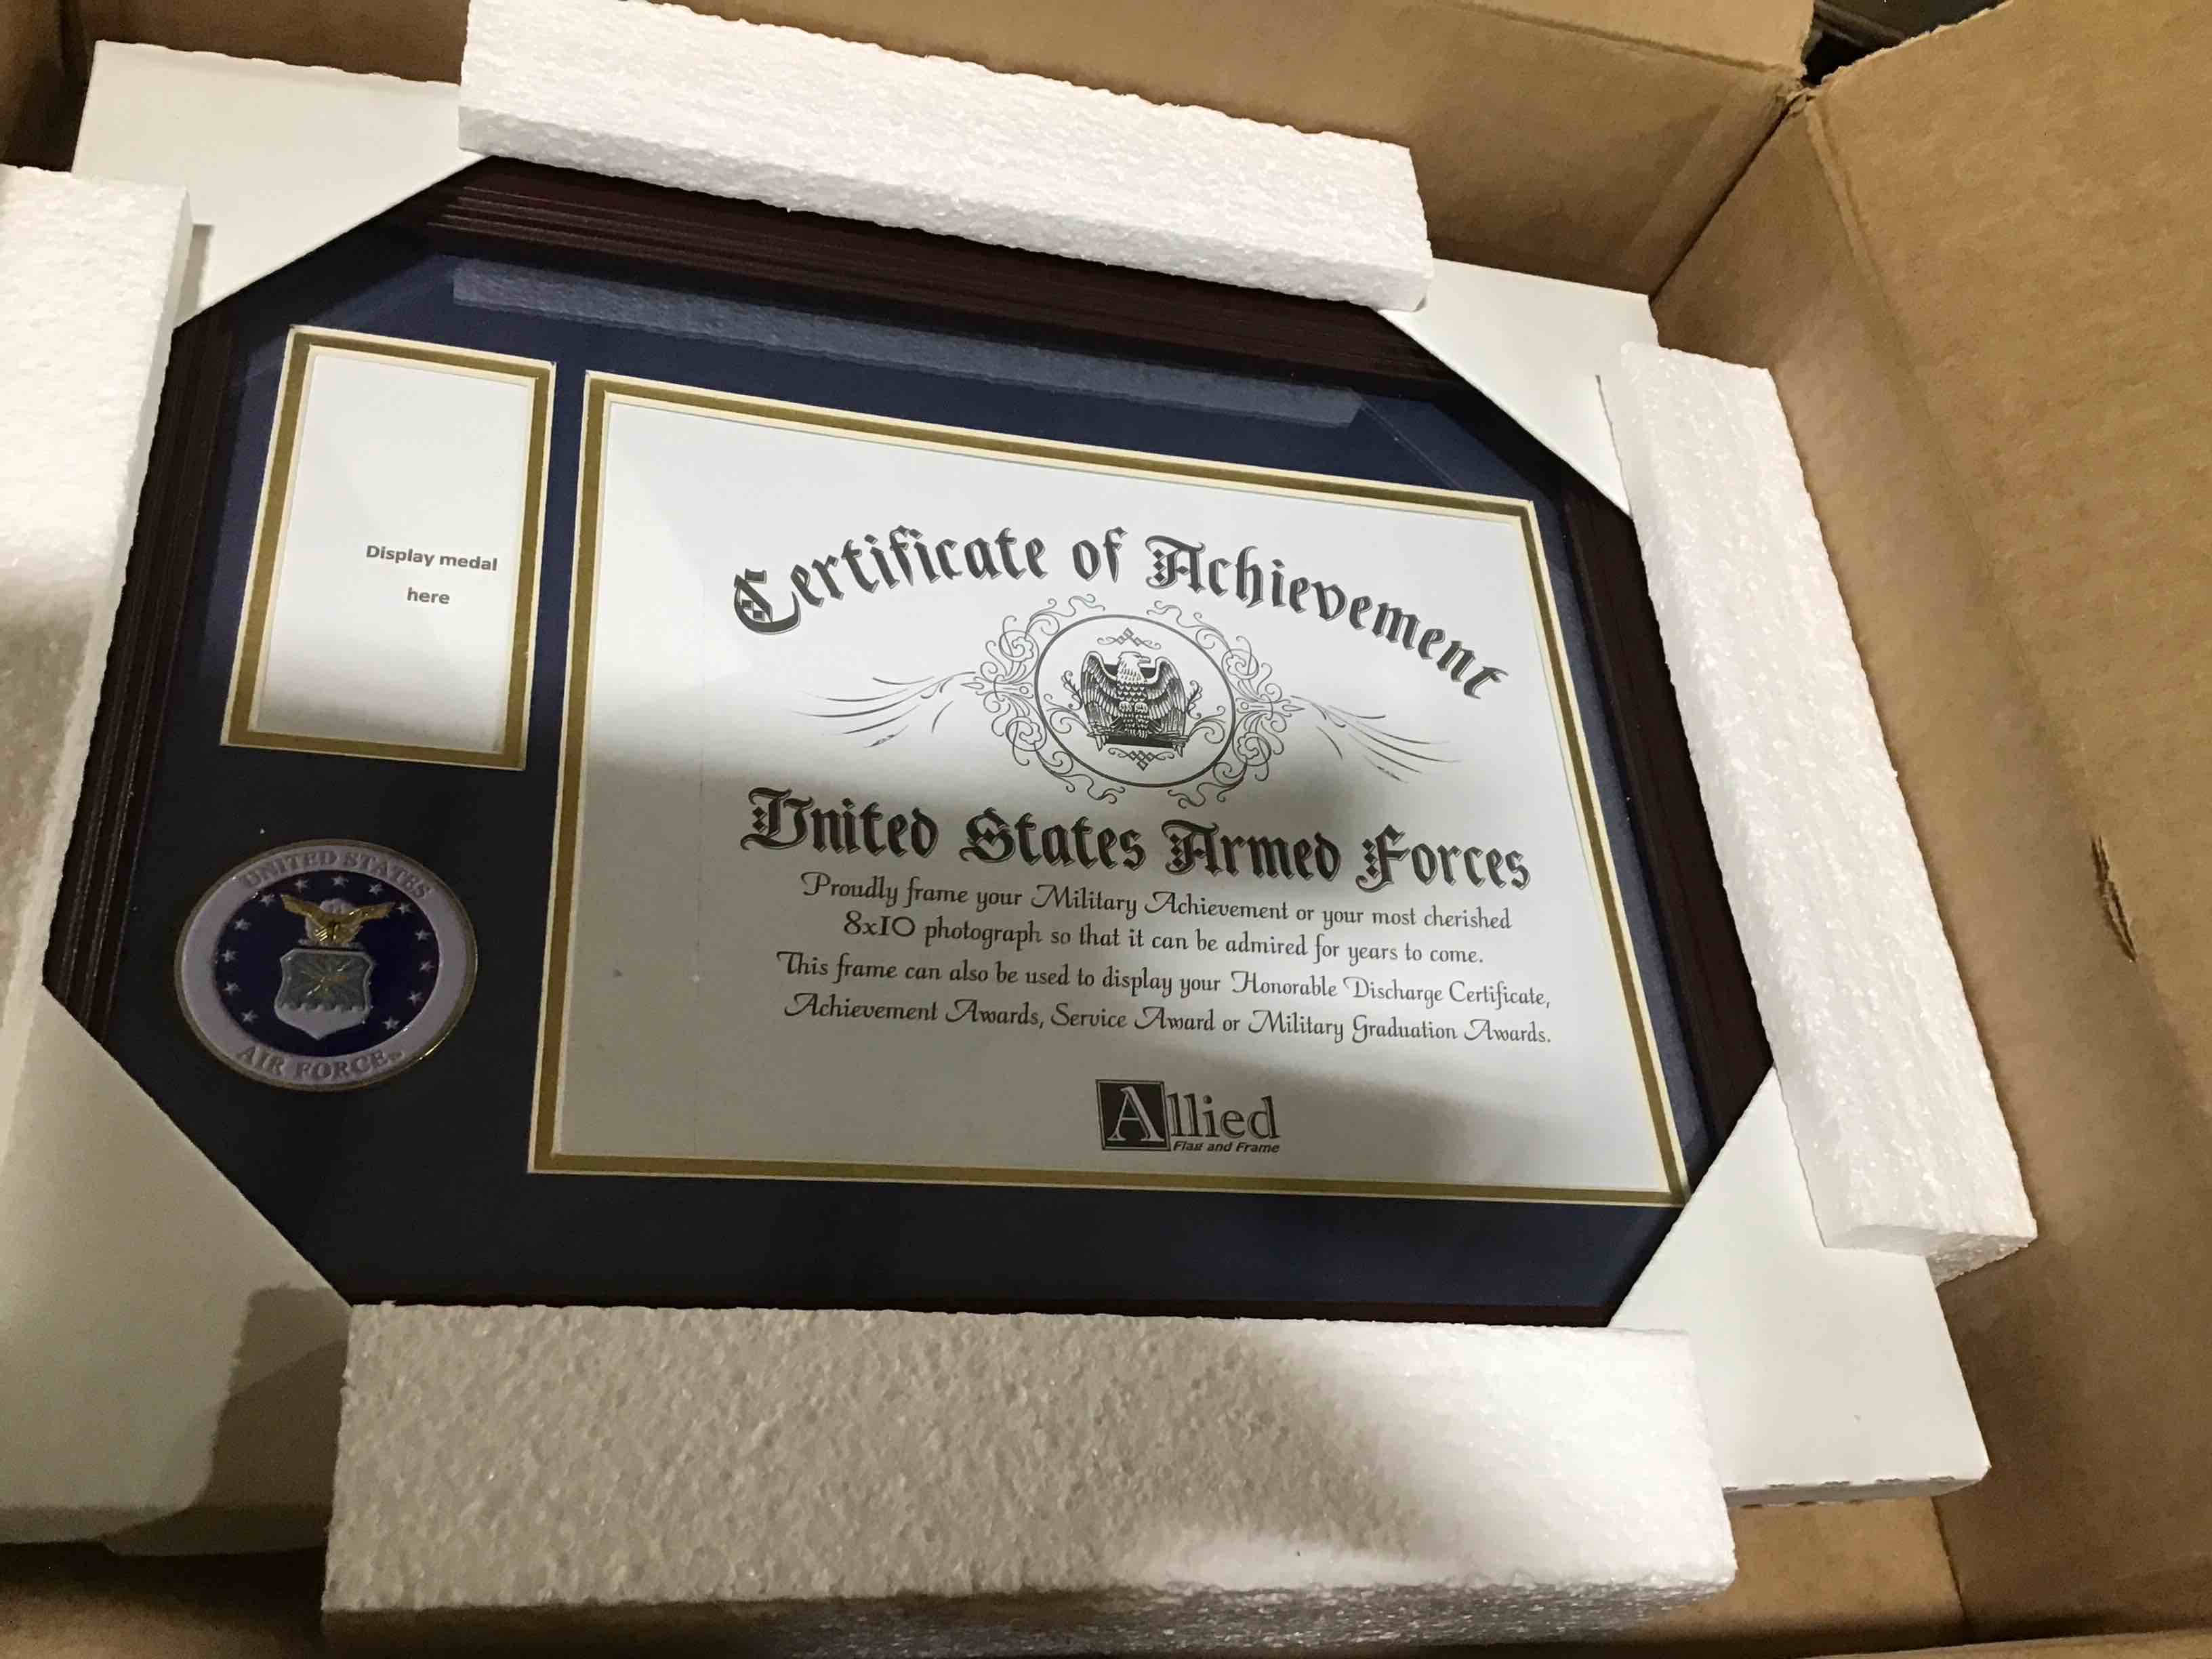 Display medal
here
Certificate of Achievement
United States Armed Forces
Proudly frame your Military Achievement or your most cherished
8x10 photograph so that it can be admired for years to come.
This frame can also be used to display your Honorable Discharge Certificate,
Achievement Awards, Service Award or Military Graduation Awards.
Allied
Flag and Frame
UNITED STATES
AIR FORCE